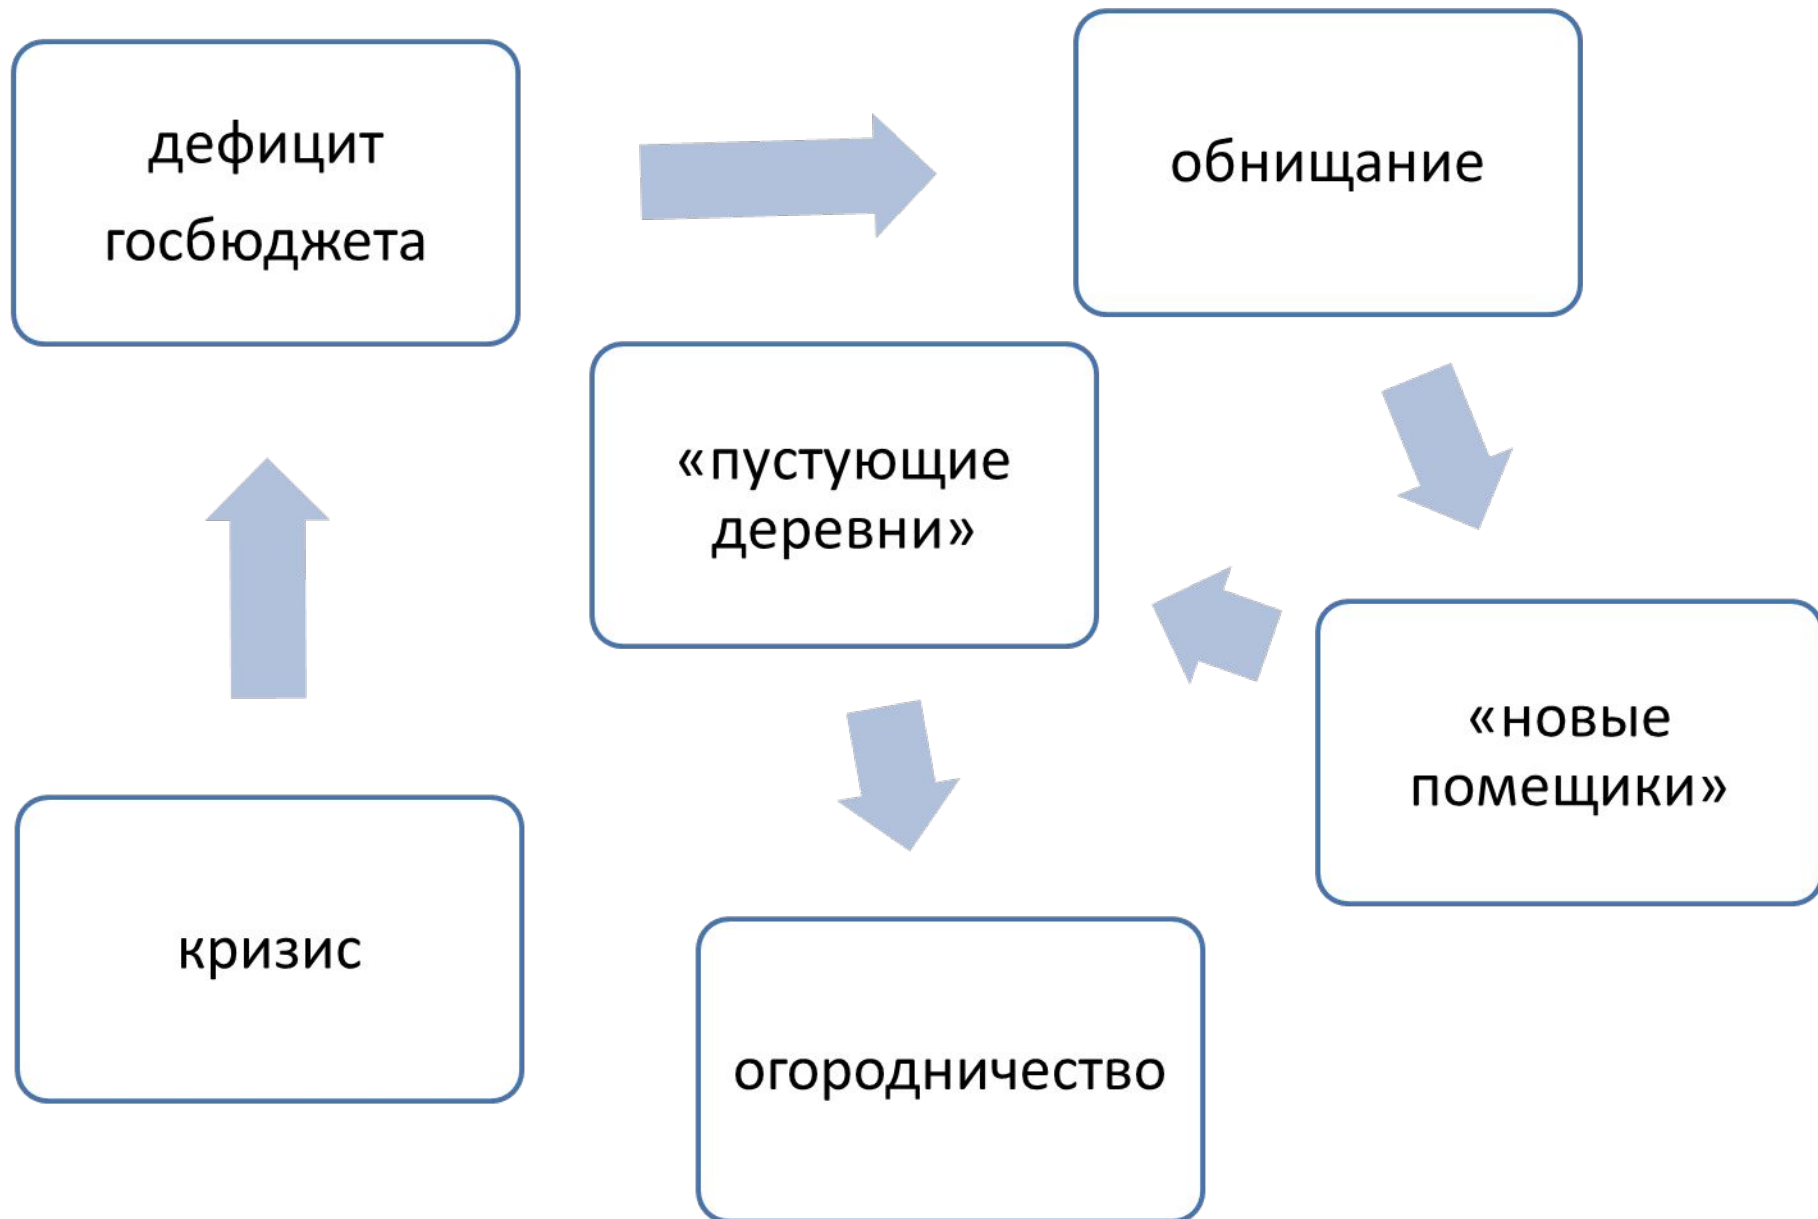 дефицит
госбюджета
обнищание
«пустующие
деревни»
«новые
помещики»
кризис
огородничество